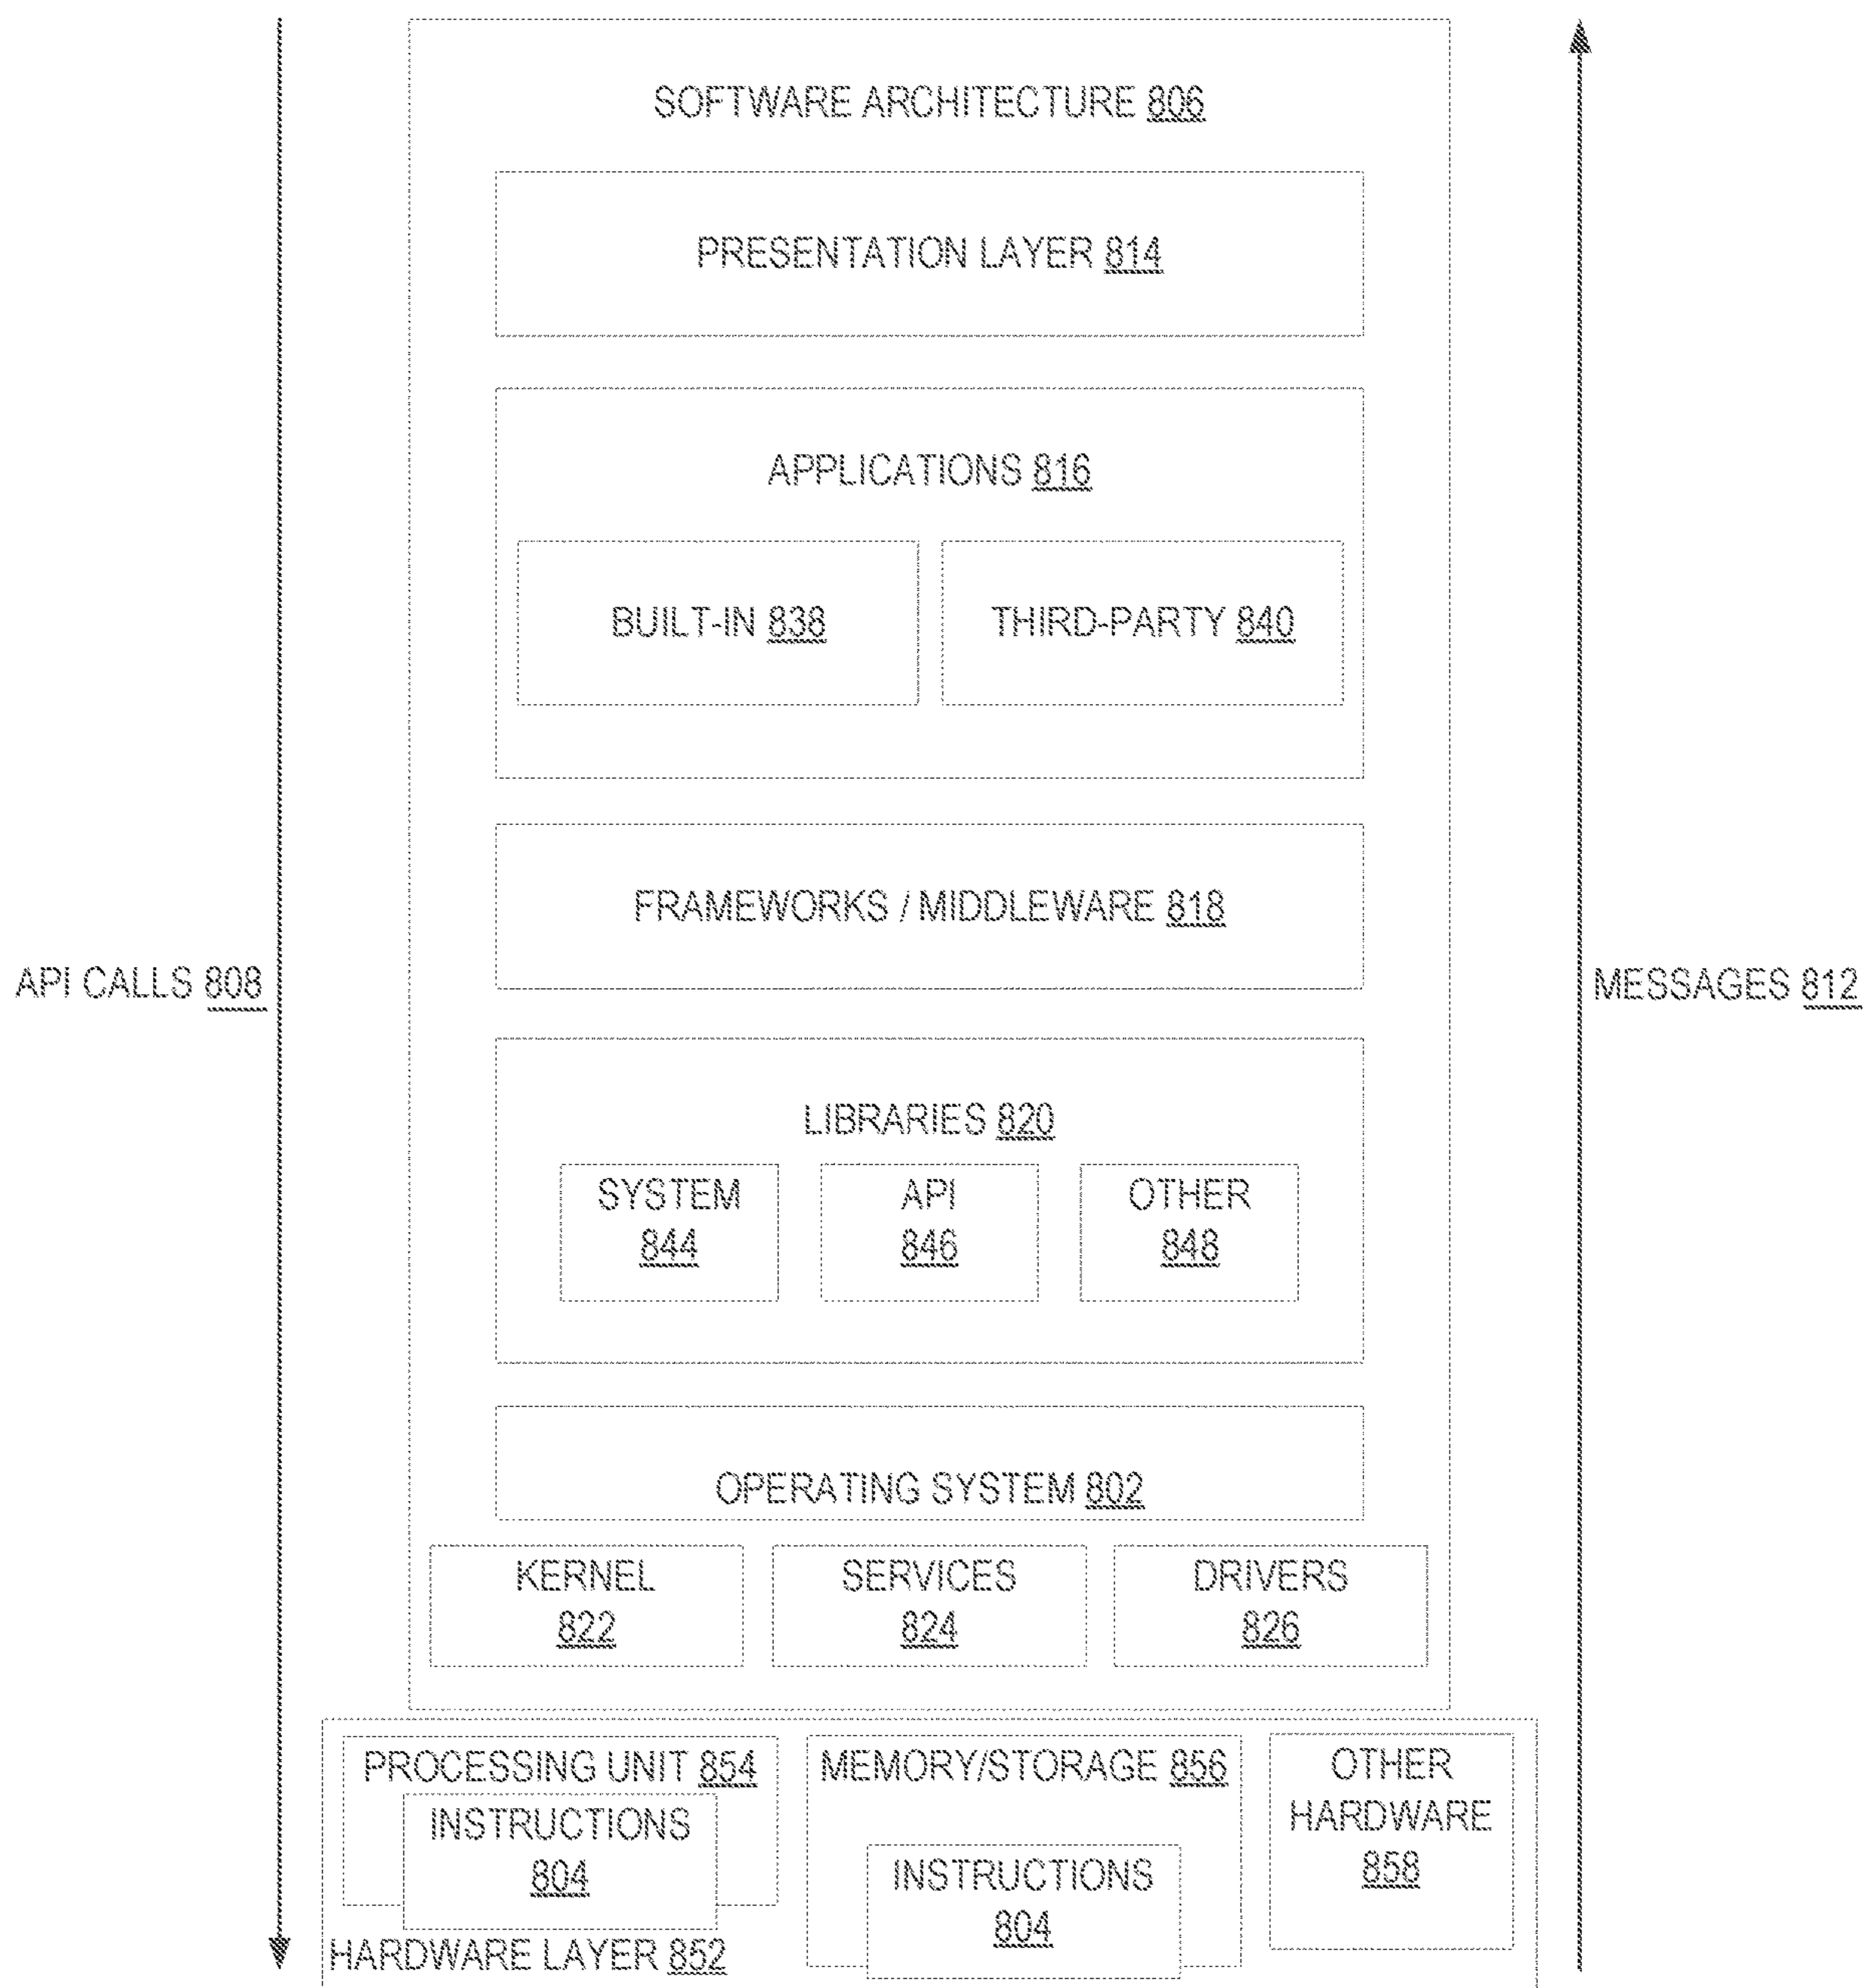 SOFTWARE ARCHITECTURE 806
PRESENTATION LAYER 814
APPLICATIONS 816
BUILT-IN 838
THIRD-PARTY 840
FRAMEWORKS / MIDDLEWARE 818
API CALLS 808
MESSAGES 812
LIBRARIES 820
SYSTEM
844
API
846
OTHER
848
OPERATING SYSTEM 802
KERNEL
822
SERVICES
824
DRIVERS
826
PROCESSING UNIT 854
INSTRUCTIONS
804
MEMORY/STORAGE 856
INSTRUCTIONS
804
OTHER
HARDWARE
858
HARDWARE LAYER 852